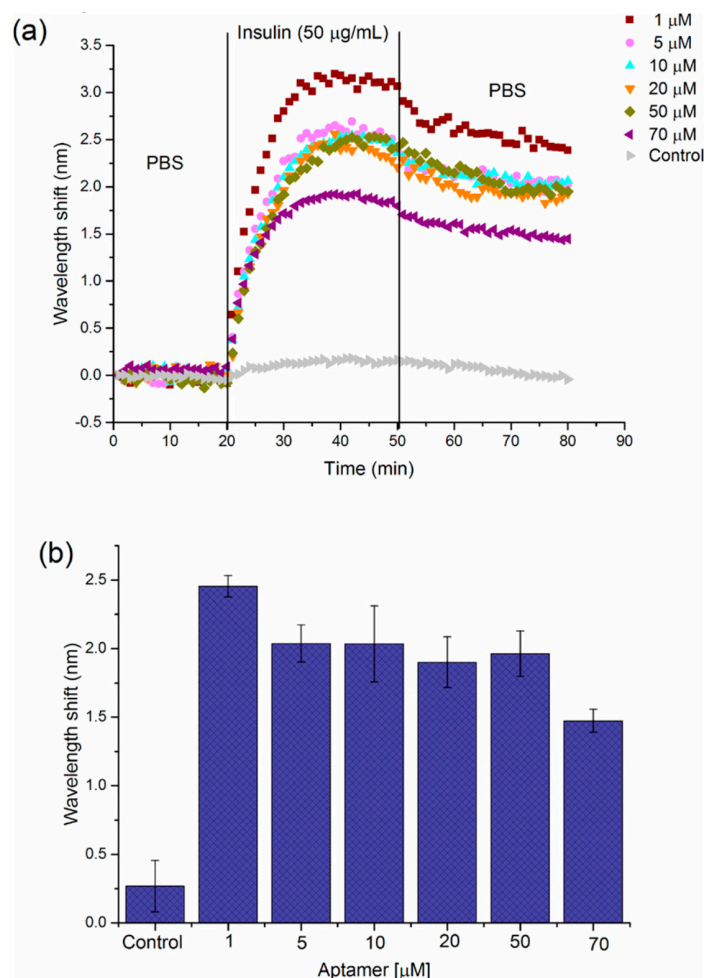 (a)
Insulin (50 μg/mL)
PBS
PBS
1 μM
5 μM
10 μM
20 μM
50 μM
70 μM
Control
Wavelength shift (nm)
3.5
3.0
2.5
2.0
1.5
1.0
0.5
0.0
-0.5
0 10 20 30 40 50 60 70 80 90
Time (min)
(b)
Wavelength shift (nm)
2.5
2.0
1.5
1.0
0.5
0.0
Control 1 5 10 20 50 70
Aptamer [μM]